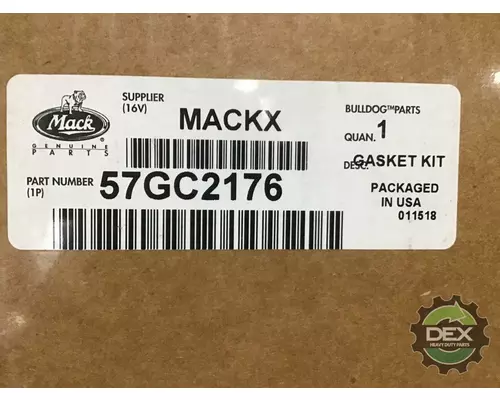 Mack
®
GENUINE
PARTS
SUPPLIER
(16V)
MACKX
BULLDOG™PARTS
QUAN. 1
DESC. GASKET KIT
PART NUMBER
(1P)
57GC2176
PACKAGED
IN USA
011518
DEX
HEAVY DUTY PARTS